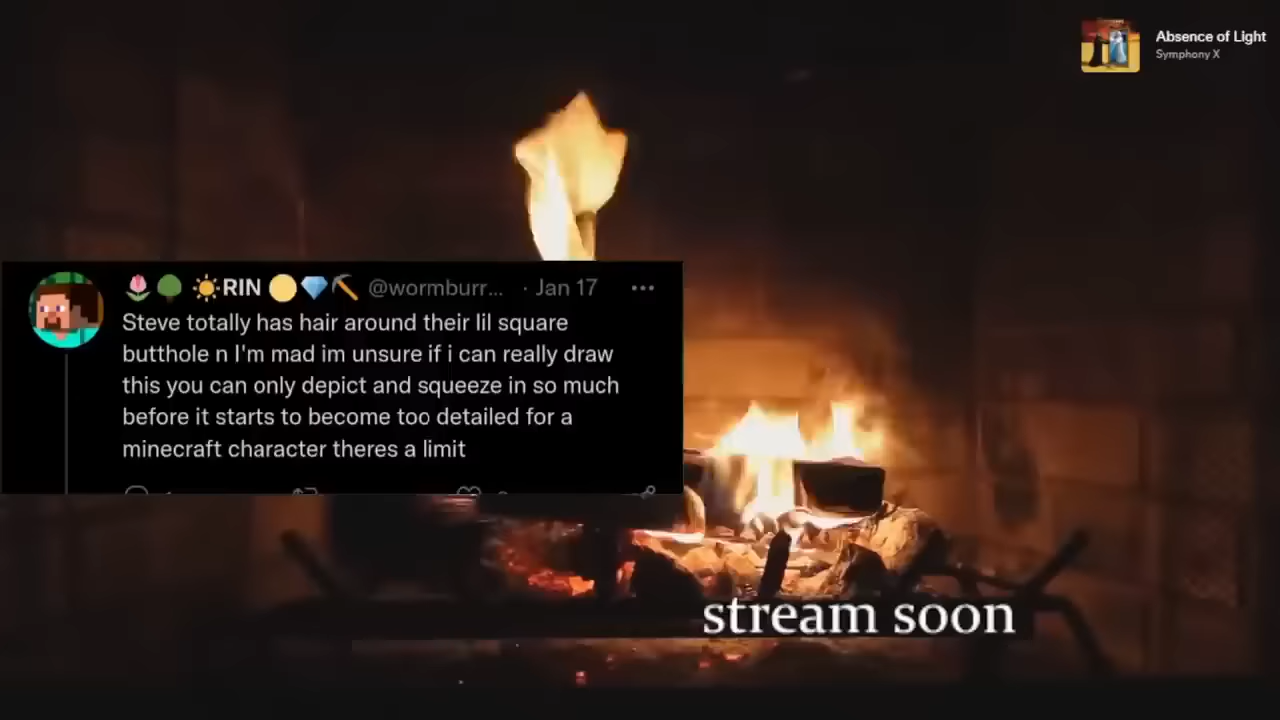 Absence of Light
Symphony X
🌷🌳 ☀️RIN 🟡💎⛏️ @wormburr... · Jan 17
Steve totally has hair around their lil square
butthole n I'm mad im unsure if i can really draw
this you can only depict and squeeze in so much
before it starts to become too detailed for a
minecraft character theres a limit
stream soon